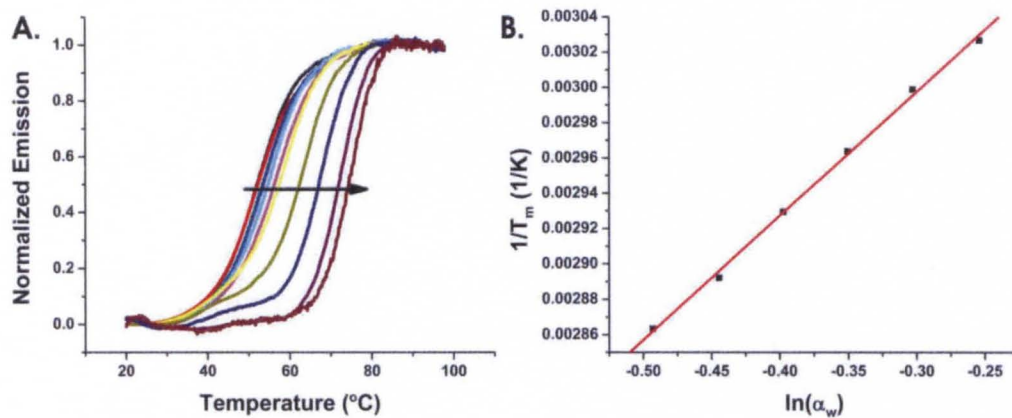 A.
1.0
0.8
0.6
0.4
0.2
0.0
Normalized Emission
20 40 60 80 100
Temperature (°C)
B.
0.00304
0.00302
0.00300
0.00298
0.00296
0.00294
0.00292
0.00290
0.00288
0.00286
1/Tm (1/K)
-0.50 -0.45 -0.40 -0.35 -0.30 -0.25
ln(αw)